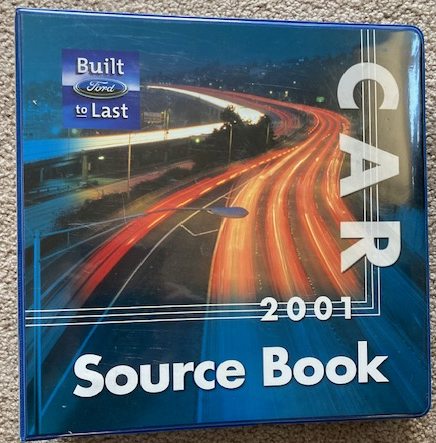 Built
Ford
to Last
CAR
2001
Source Book